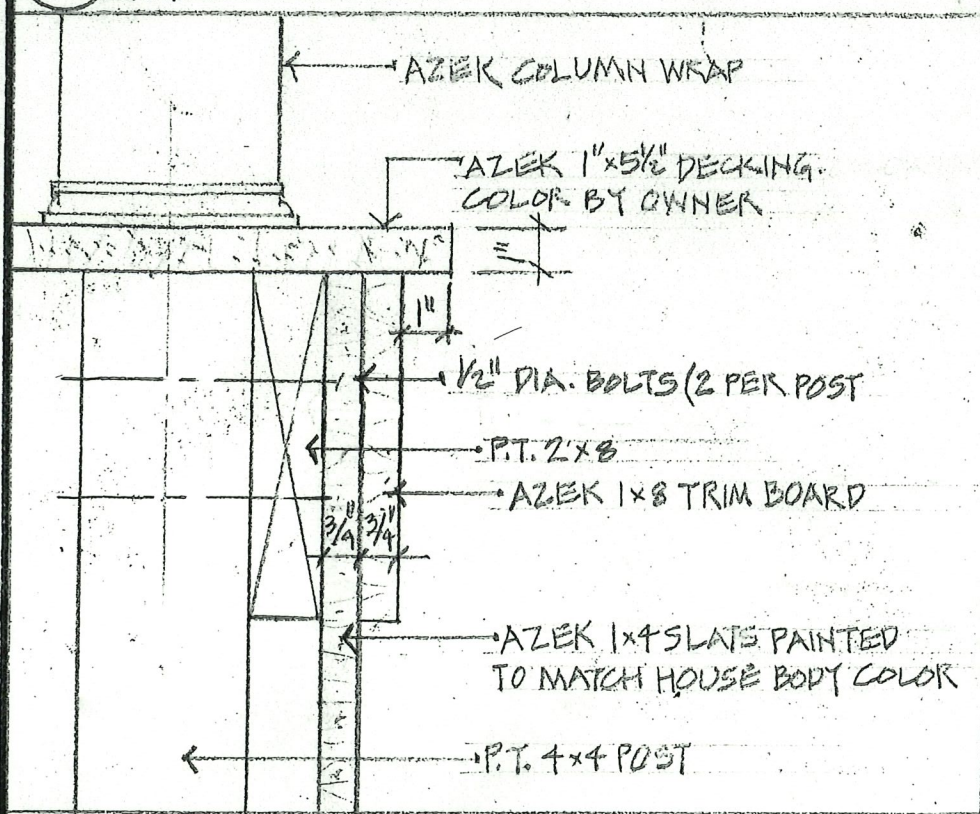 AZEK COLUMN WRAP
AZEK 1"x5½" DECKING.
COLOR BY OWNER
1"
1"
1/2" DIA. BOLTS (2 PER POST
P.T. 2x8
AZEK 1x8 TRIM BOARD
3/4" 3/4"
AZEK 1x4 SLATS PAINTED
TO MATCH HOUSE BODY COLOR
P.T. 4x4 POST